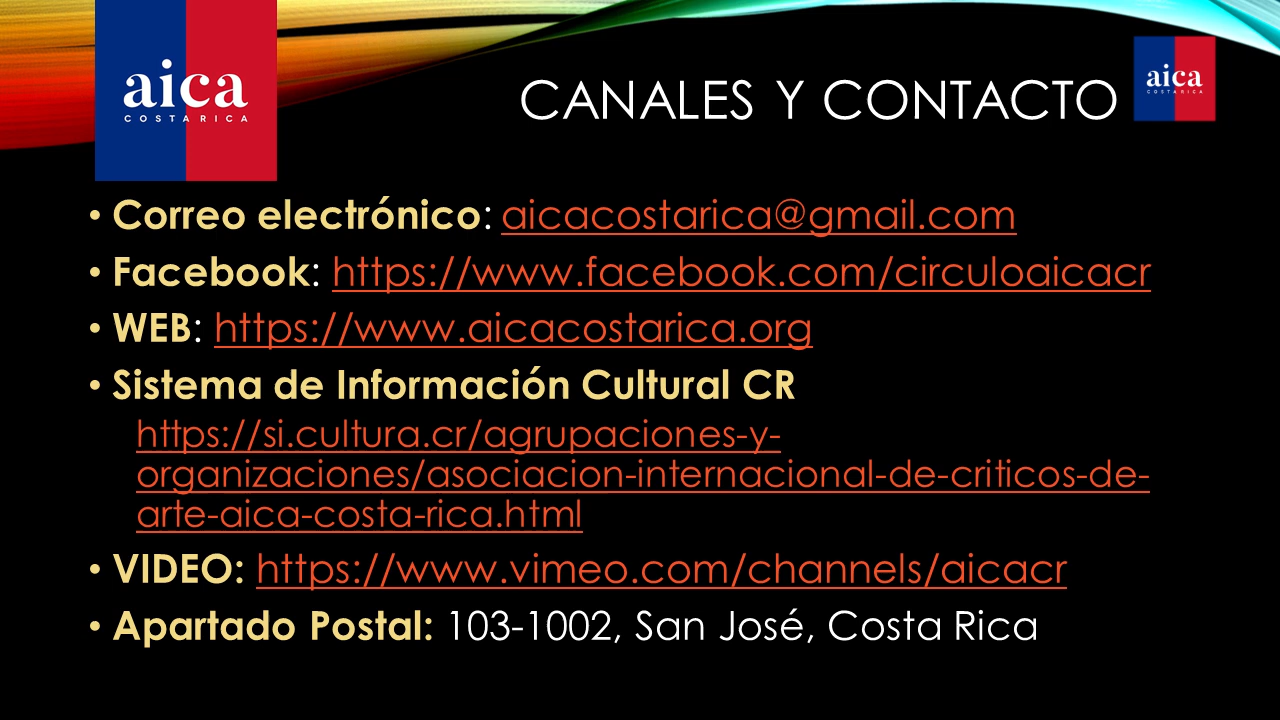 aica
COSTA RICA
CANALES Y CONTACTO
aica
COSTARICA
• Correo electrónico: aicacostarica@gmail.com
• Facebook: https://www.facebook.com/circuloaicacr
• WEB: https://www.aicacostarica.org
• Sistema de Información Cultural CR
https://si.cultura.cr/agrupaciones-y-
organizaciones/asociacion-internacional-de-criticos-de-
arte-aica-costa-rica.html
• VIDEO: https://www.vimeo.com/channels/aicacr
• Apartado Postal: 103-1002, San José, Costa Rica